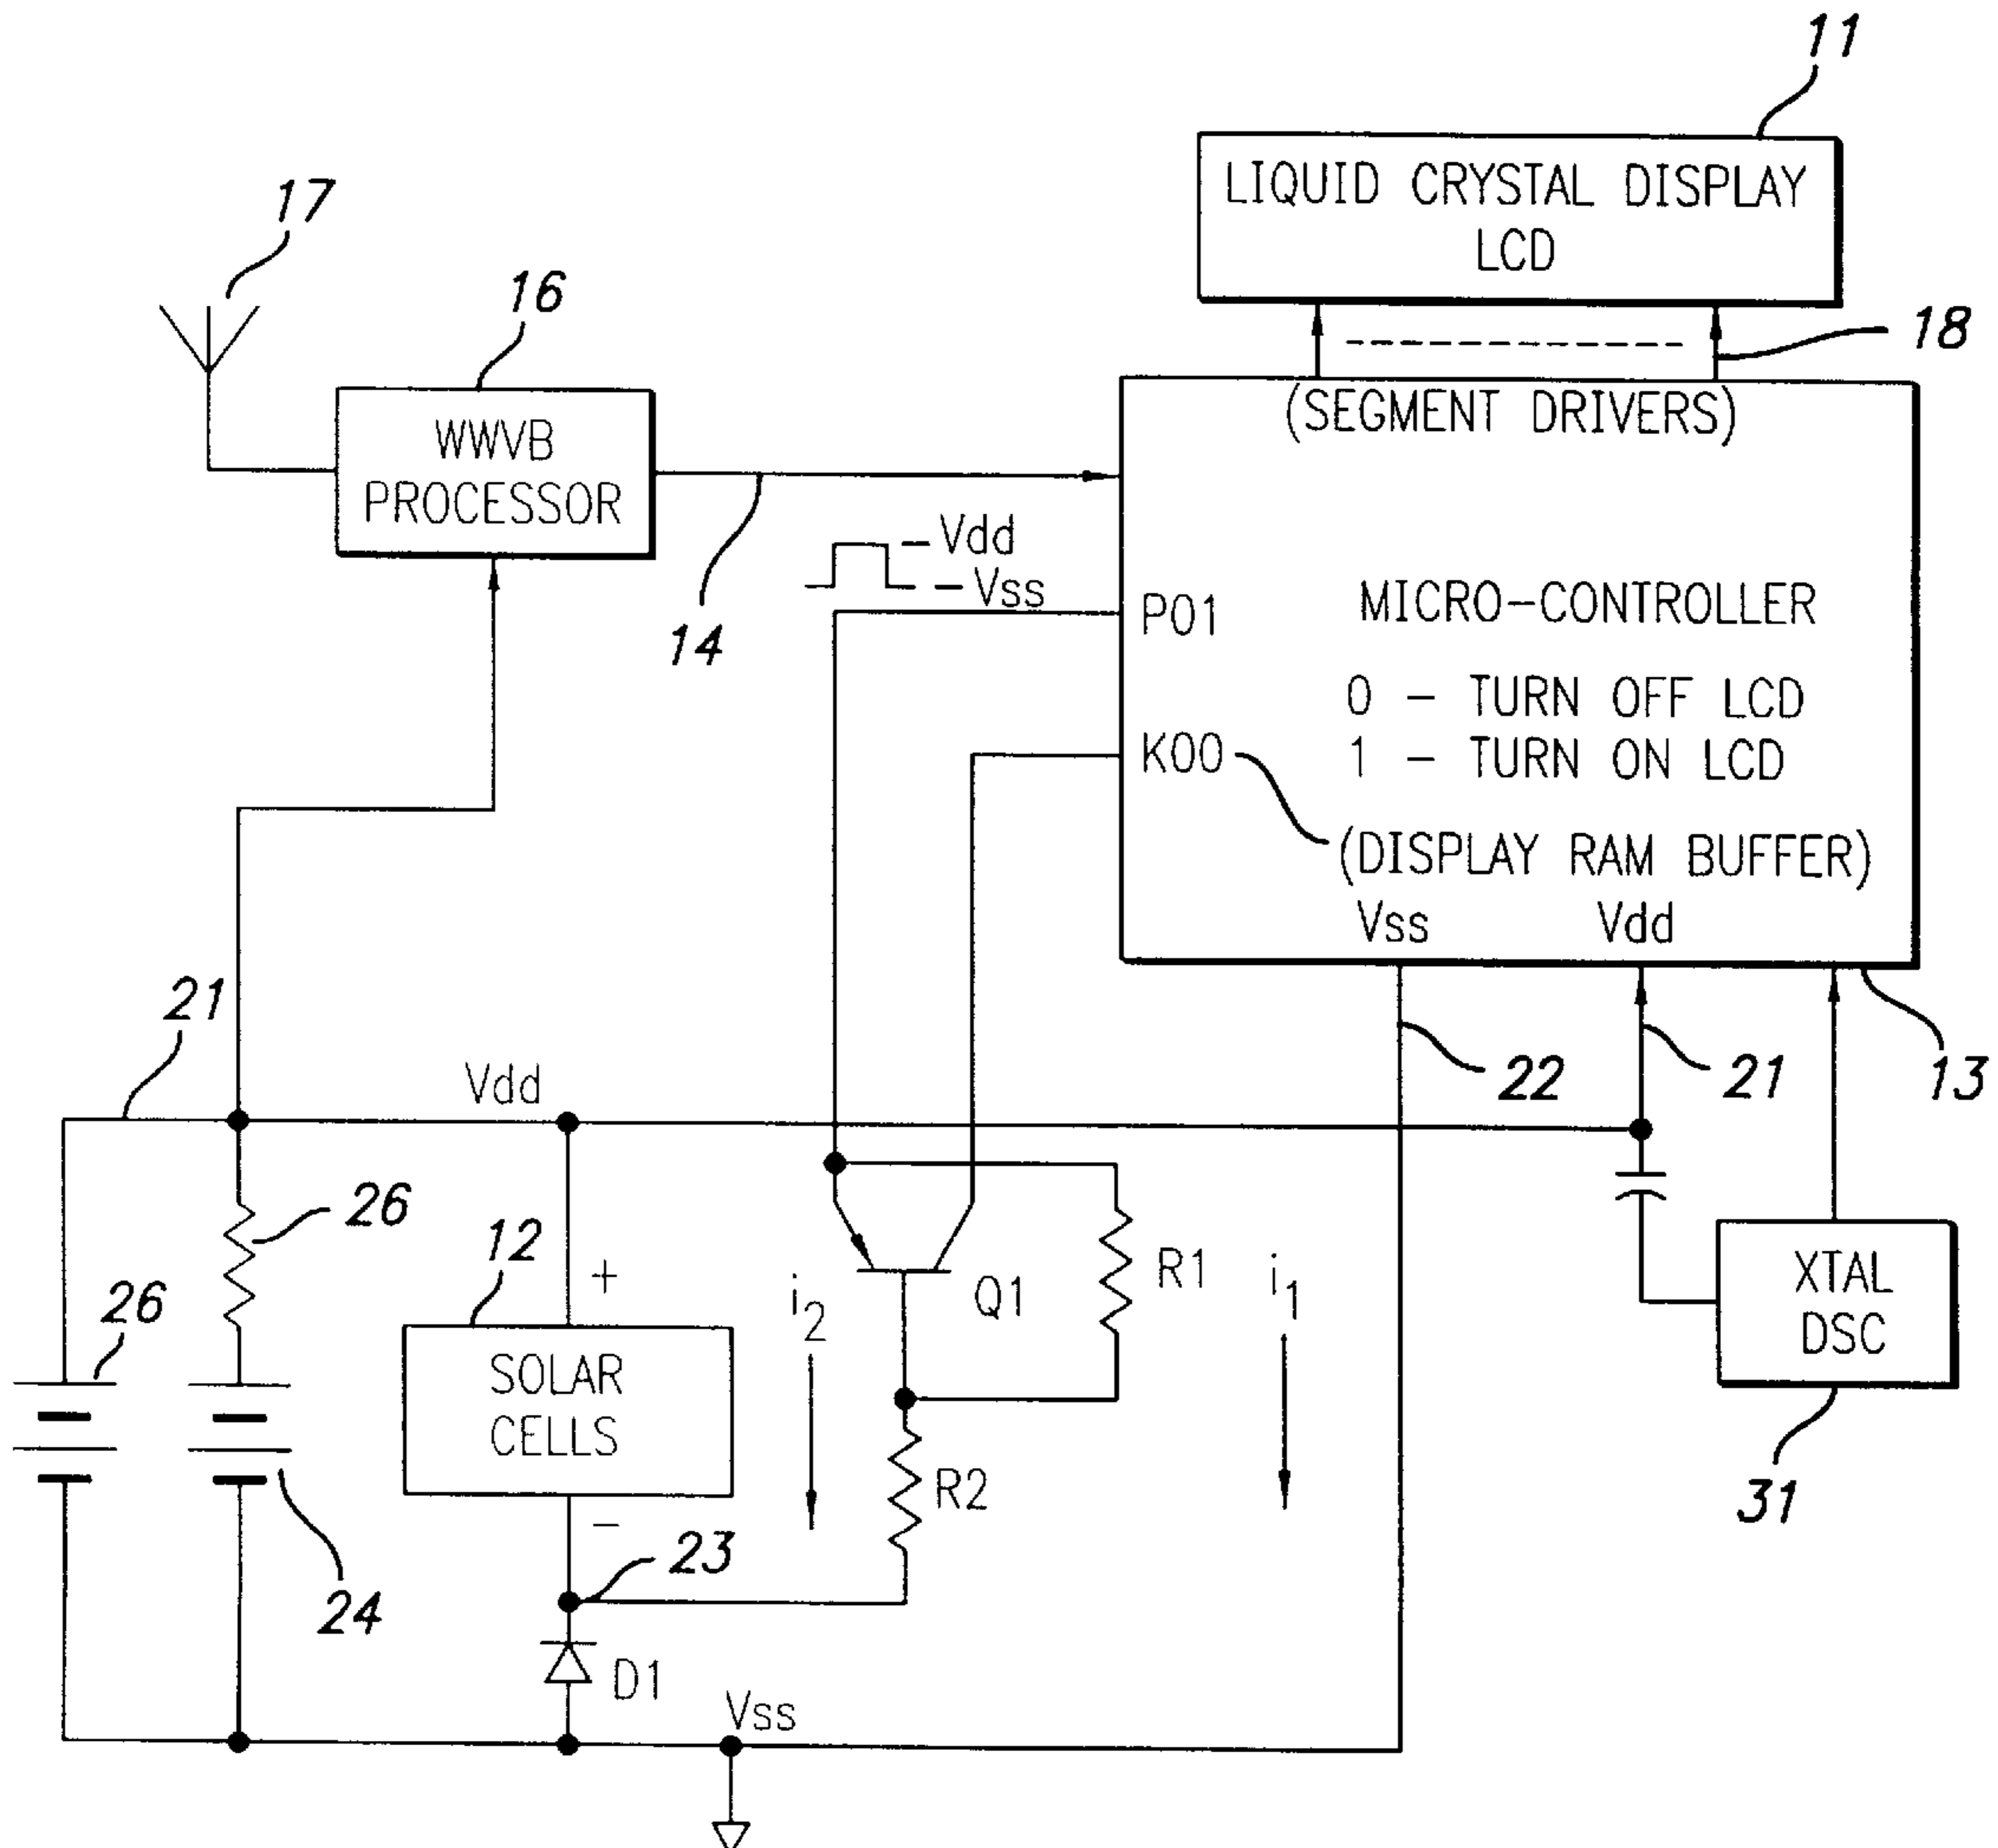 11
LIQUID CRYSTAL DISPLAY
LCD
17
16
18
WWVB
PROCESSOR
(SEGMENT DRIVERS)
14
-Vdd
-Vss
P01
MICRO-CONTROLLER
0 - TURN OFF LCD
K00
1 - TURN ON LCD
(DISPLAY RAM BUFFER)
Vss
Vdd
21
Vdd
22
21
13
26
12
+
26
i2
Q1
R1
i1
XTAL
DSC
SOLAR
CELLS
R2
31
-
23
24
D1
Vss